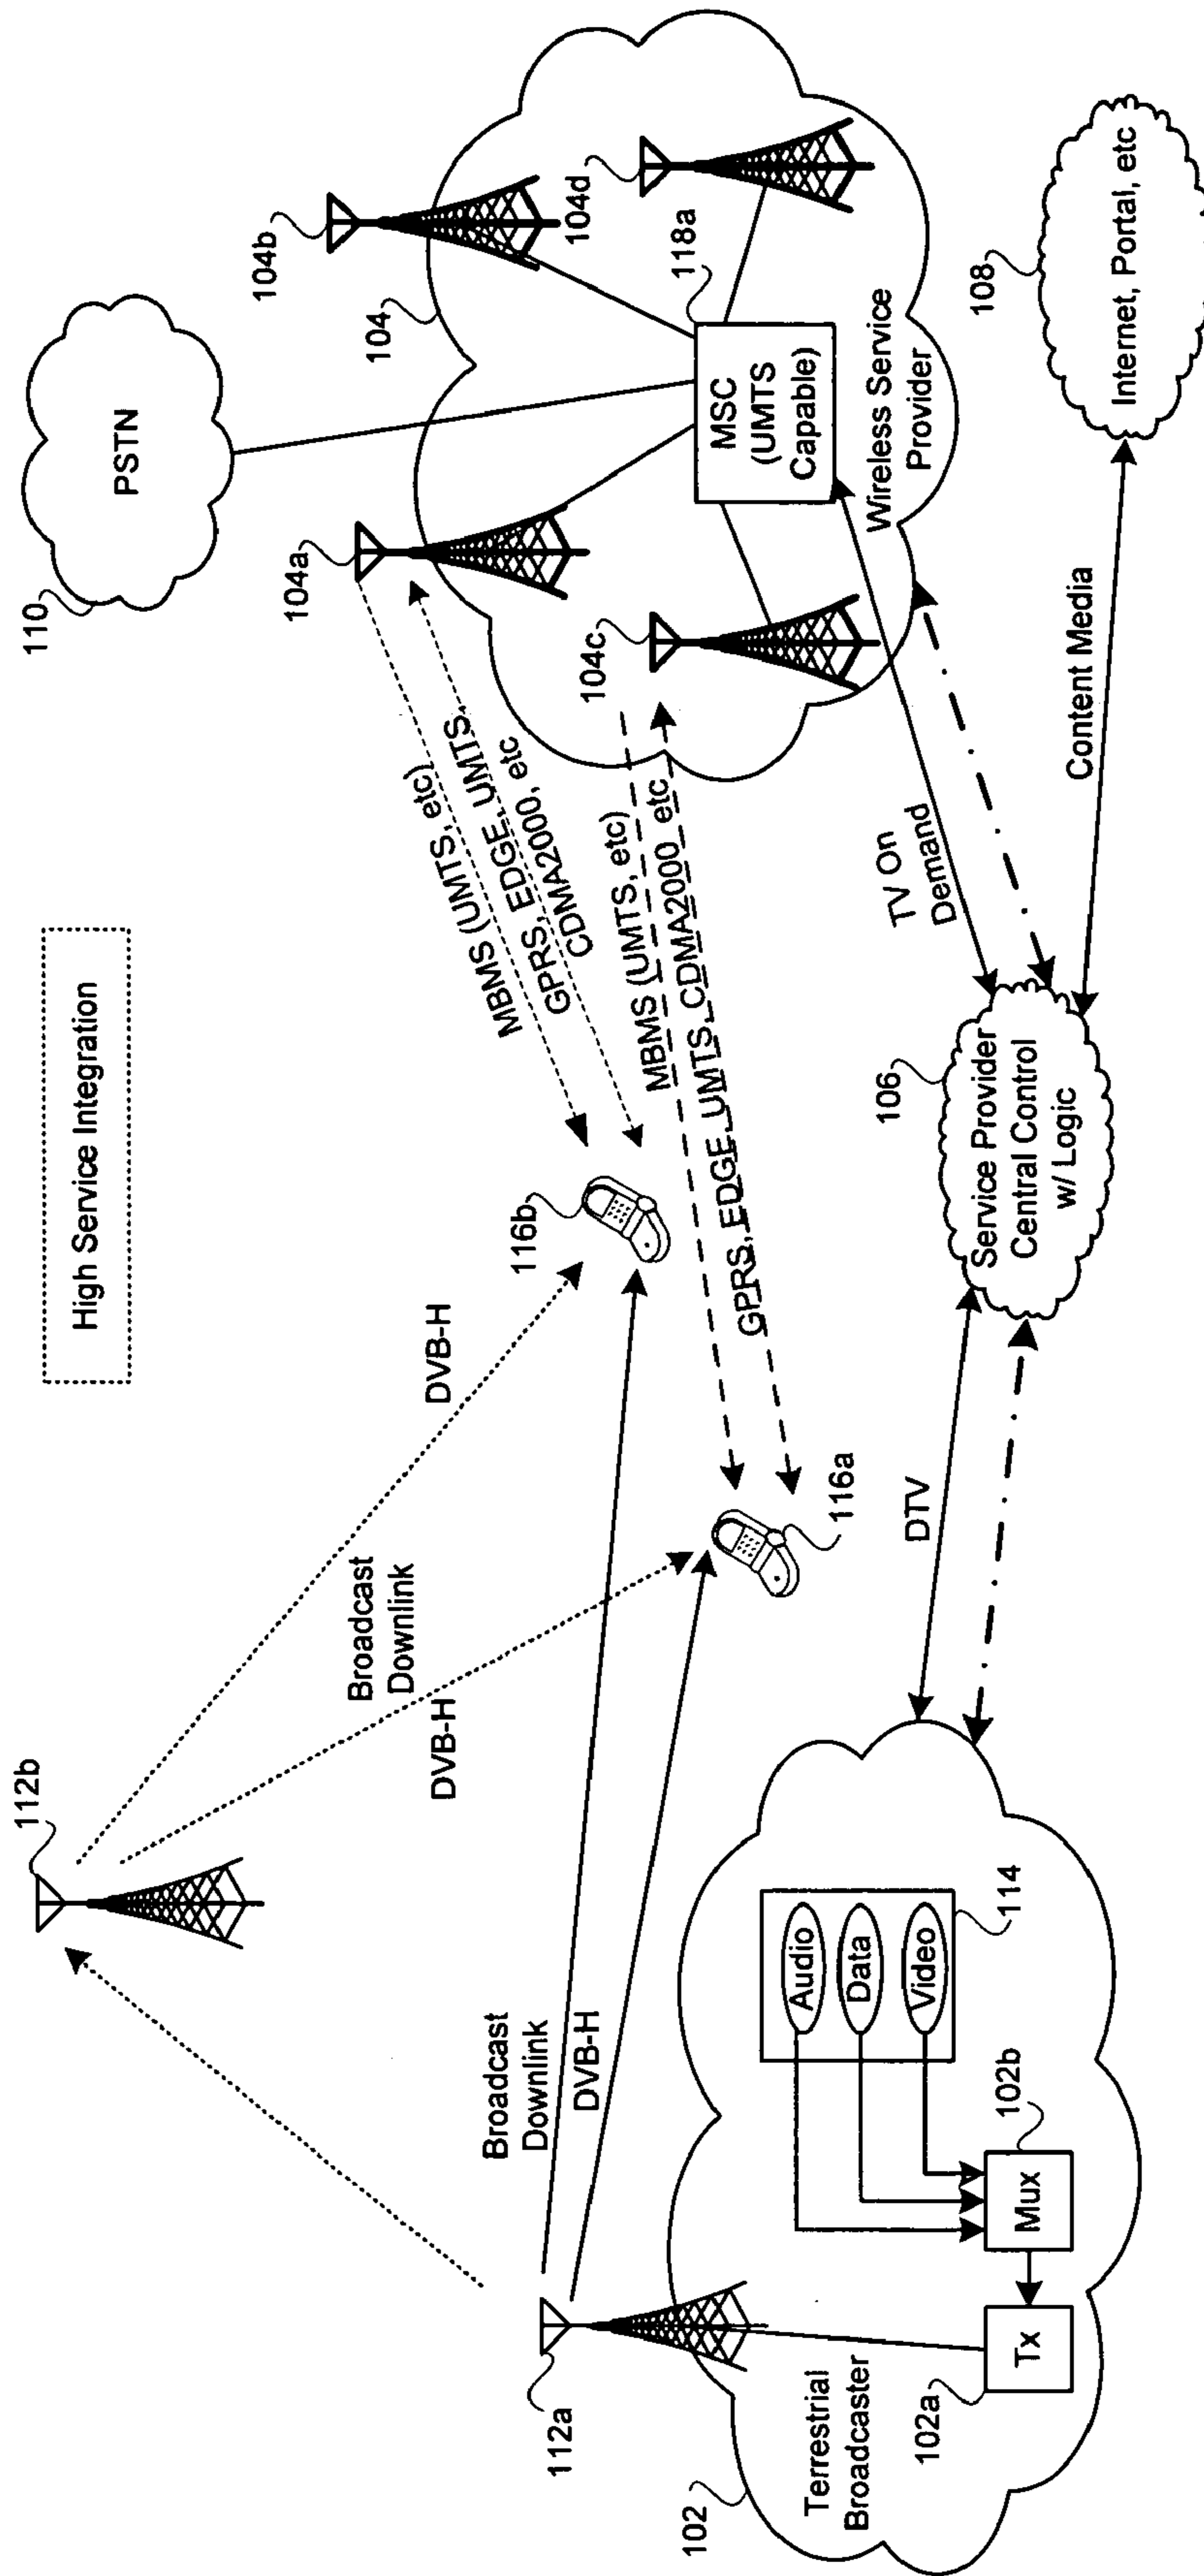 High Service Integration
112b
110
PSTN
104b
104
104a
104d
118a
MSC
(UMTS
Capable)
Wireless Service
Provider
104c
MBMS (UMTS, etc)
GPRS, EDGE, UMTS,
CDMA2000, etc
MBMS (UMTS, etc)
GPRS, EDGE, UMTS, CDMA2000, etc
DVB-H
Broadcast
Downlink
DVB-H
116b
116a
Broadcast
Downlink
DVB-H
112a
102
Terrestrial
Broadcaster
102a
Tx
Mux
102b
Audio
Data
Video
114
DTV
106
Service Provider
Central Control
w/ Logic
TV On
Demand
Content Media
108
Internet, Portal, etc